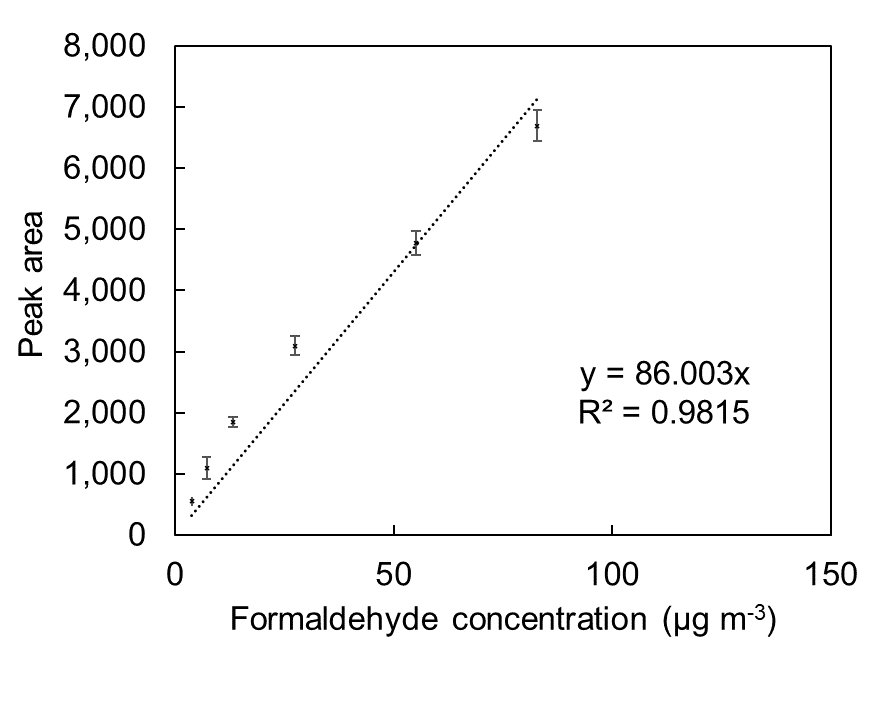 8,000
7,000
6,000
5,000
4,000
3,000
2,000
1,000
0
Peak area
y = 86.003x
R² = 0.9815
0 50 100 150
Formaldehyde concentration (µg m⁻³)